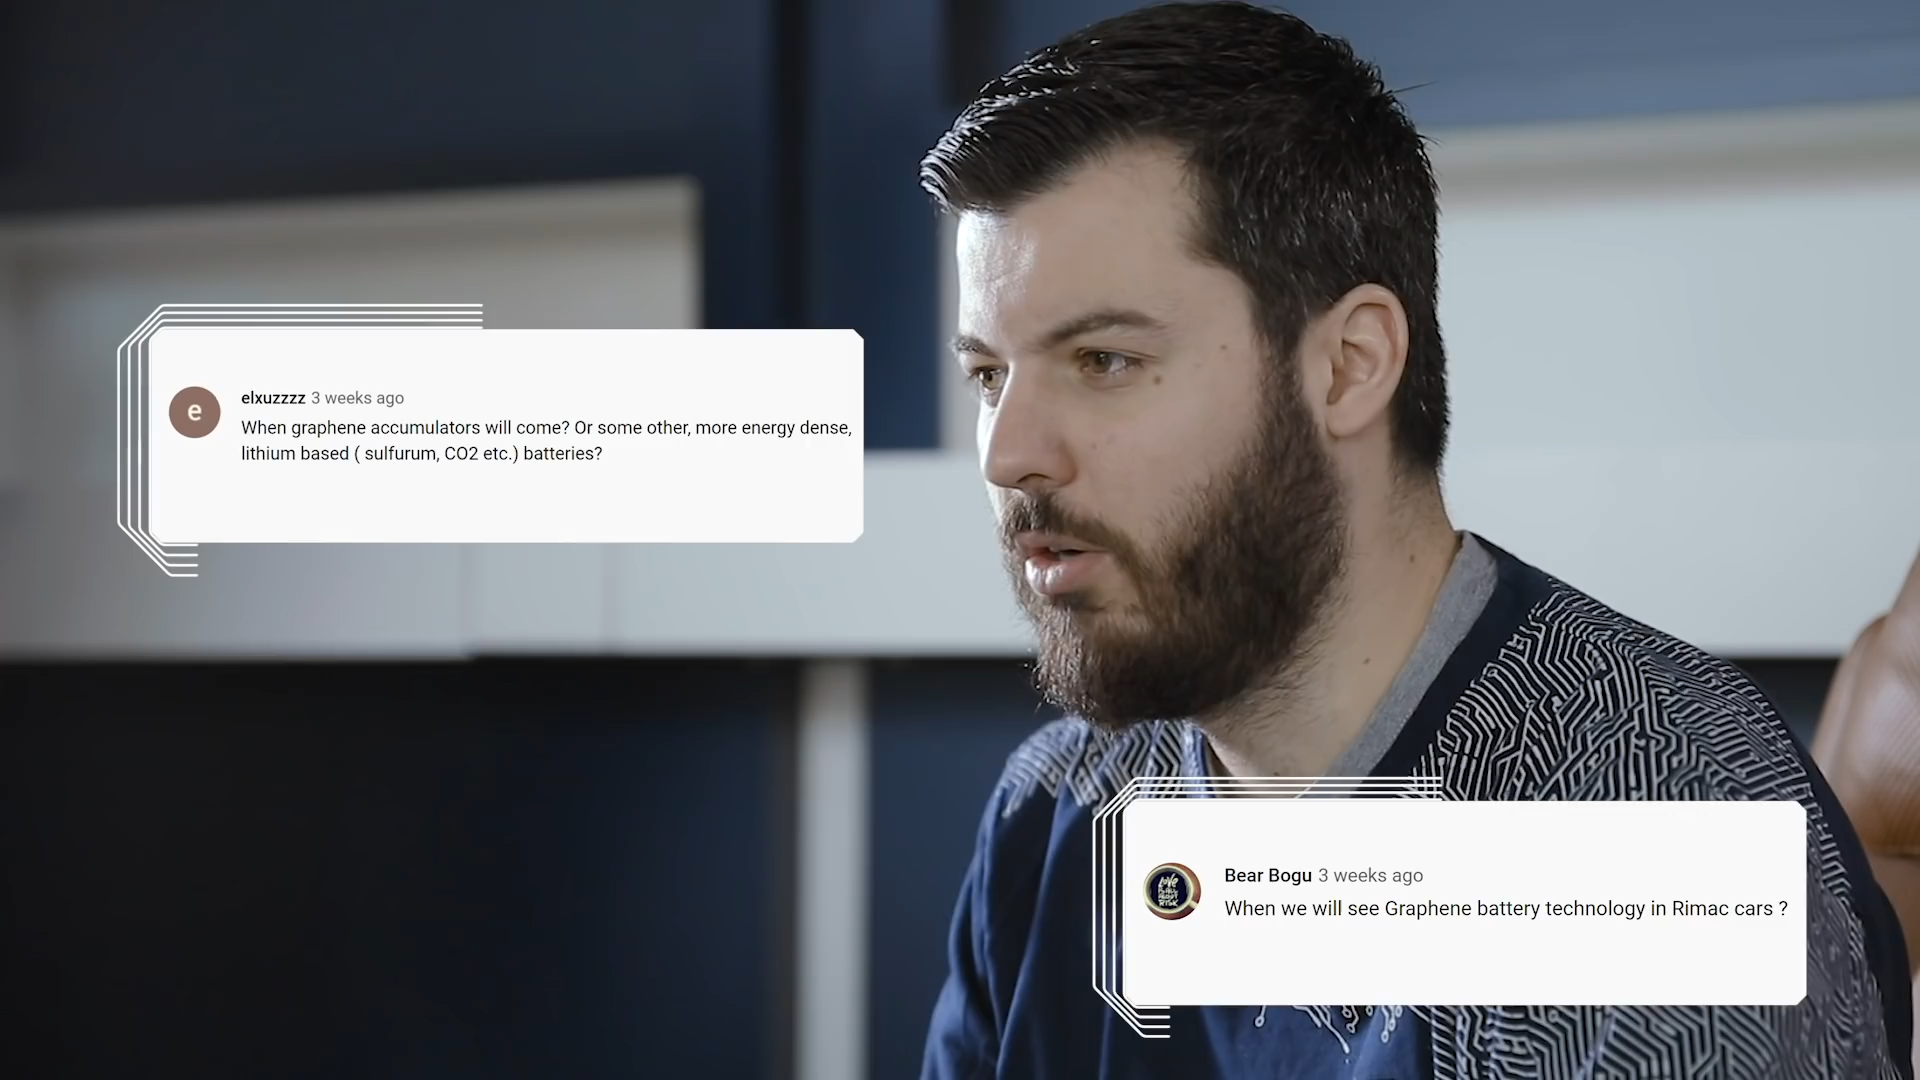 elxuzzzz 3 weeks ago
When graphene accumulators will come? Or some other, more energy dense,
lithium based ( sulfurum, CO2 etc.) batteries?
Bear Bogu 3 weeks ago
When we will see Graphene battery technology in Rimac cars ?